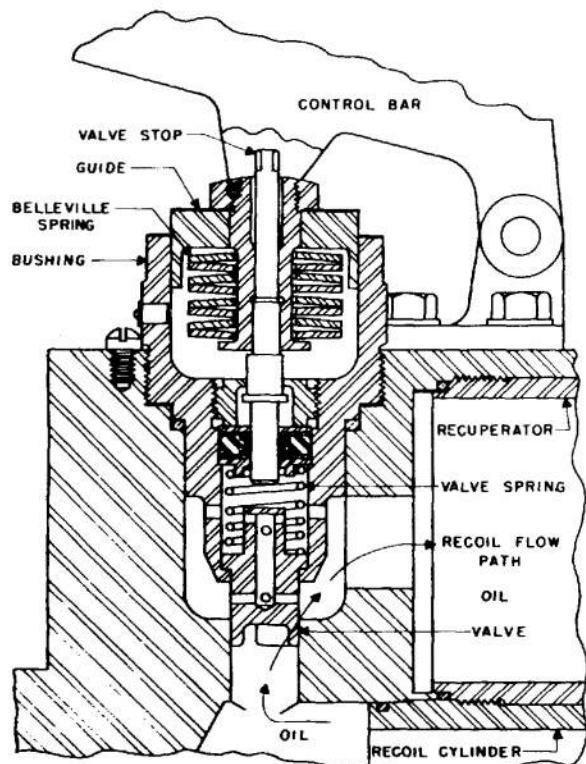 CONTROL BAR
VALVE STOP
GUIDE
BELLEVILLE
SPRING
BUSHING
RECUPERATOR
VALVE SPRING
RECOIL FLOW
PATH
OIL
VALVE
OIL
RECOIL CYLINDER